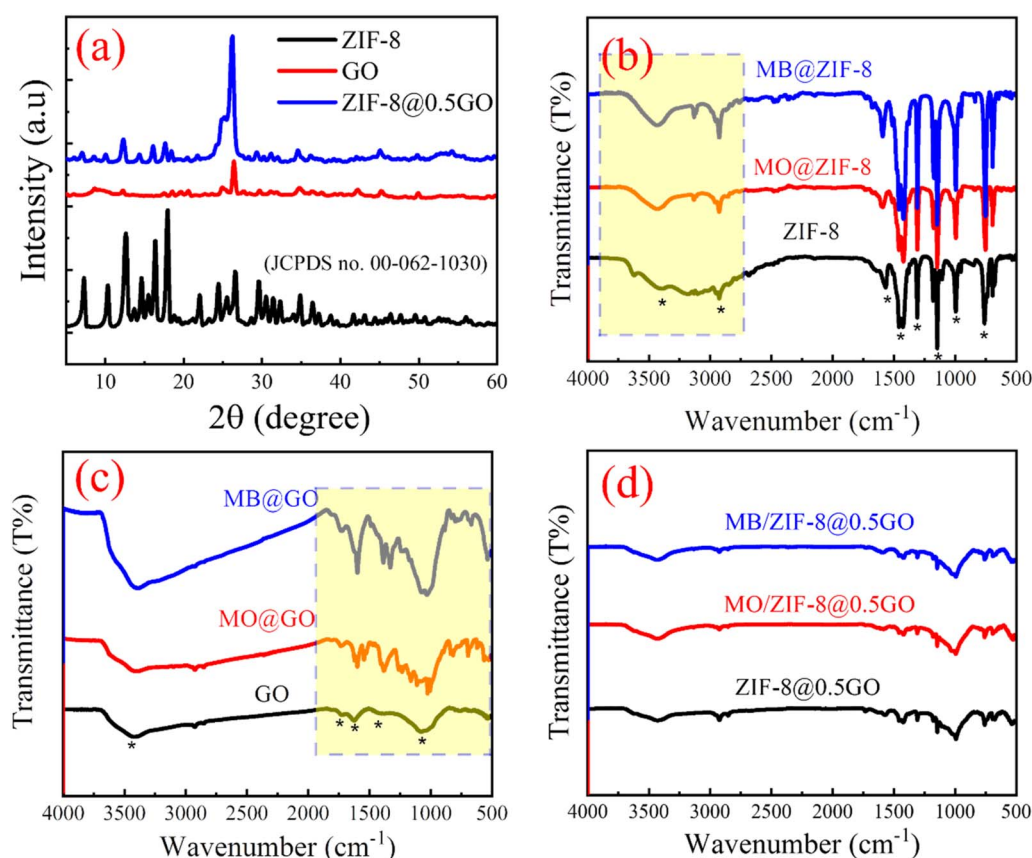 (a)
ZIF-8
GO
ZIF-8@0.5GO
(JCPDS no. 00-062-1030)
Intensity (a.u)
10 20 30 40 50 60
2θ (degree)
(b)
MB@ZIF-8
MO@ZIF-8
ZIF-8
* * * * * * * *
Transmittance (T%)
4000 3500 3000 2500 2000 1500 1000 500
Wavenumber (cm-1)
(c)
MB@GO
MO@GO
GO
* * * * *
Transmittance (T%)
4000 3500 3000 2500 2000 1500 1000 500
Wavenumber (cm-1)
(d)
MB/ZIF-8@0.5GO
MO/ZIF-8@0.5GO
ZIF-8@0.5GO
Transmittance (T%)
4000 3500 3000 2500 2000 1500 1000 500
Wavenumber (cm-1)